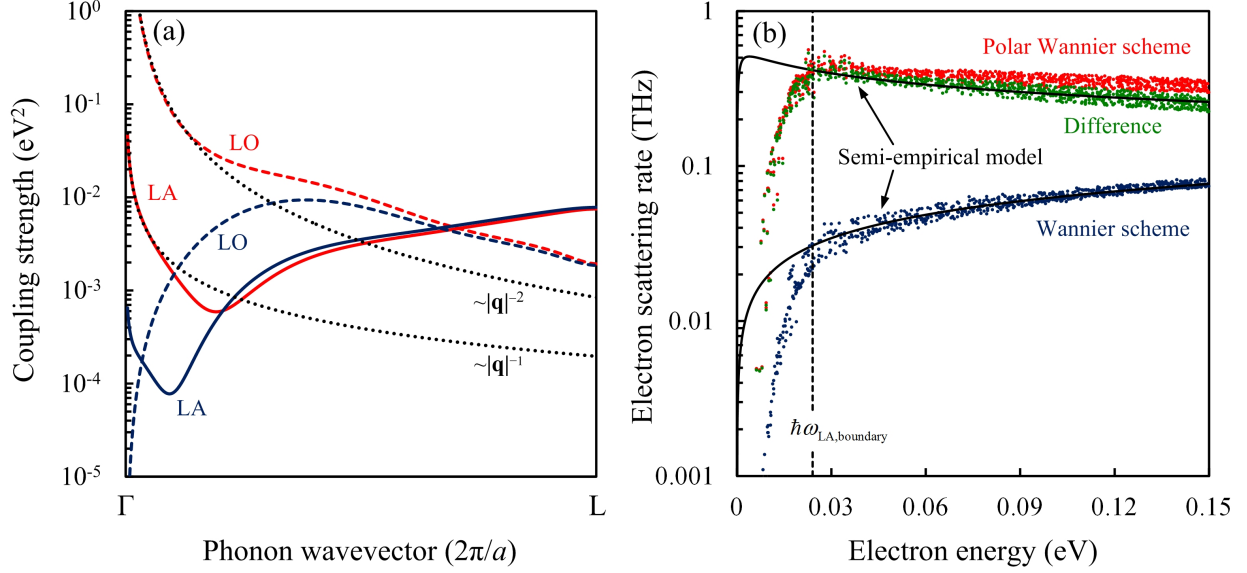 (a)
10⁰
10⁻¹
10⁻²
10⁻³
10⁻⁴
10⁻⁵
Coupling strength (eV²)
LO
LA
LO
LA
~|q|⁻²
~|q|⁻¹
Γ
L
Phonon wavevector (2π/a)
(b)
1
0.1
0.01
0.001
Electron scattering rate (THz)
Polar Wannier scheme
Difference
Semi-empirical model
Wannier scheme
ħω_LA,boundary
0
0.03
0.06
0.09
0.12
0.15
Electron energy (eV)